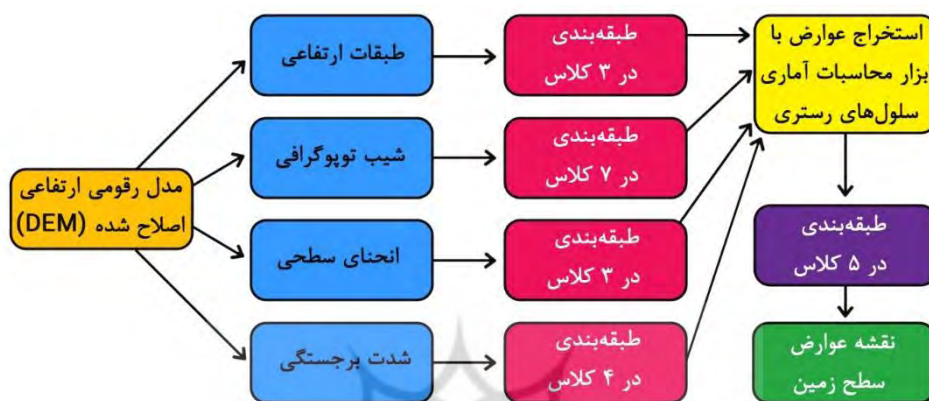 مدل رقومی ارتفاعی
اصلاح شده (DEM)
طبقات ارتفاعی
شیب توپوگرافی
انحنای سطحی
شدت برجستگی
طبقه‌بندی
در ۳ کلاس
طبقه‌بندی
در ۷ کلاس
طبقه‌بندی
در ۳ کلاس
طبقه‌بندی
در ۴ کلاس
استخراج عوارض با
بزار محاسبات آماری
سلول‌های رستری
طبقه‌بندی
در ۵ کلاس
نقشه عوارض
سطح زمین